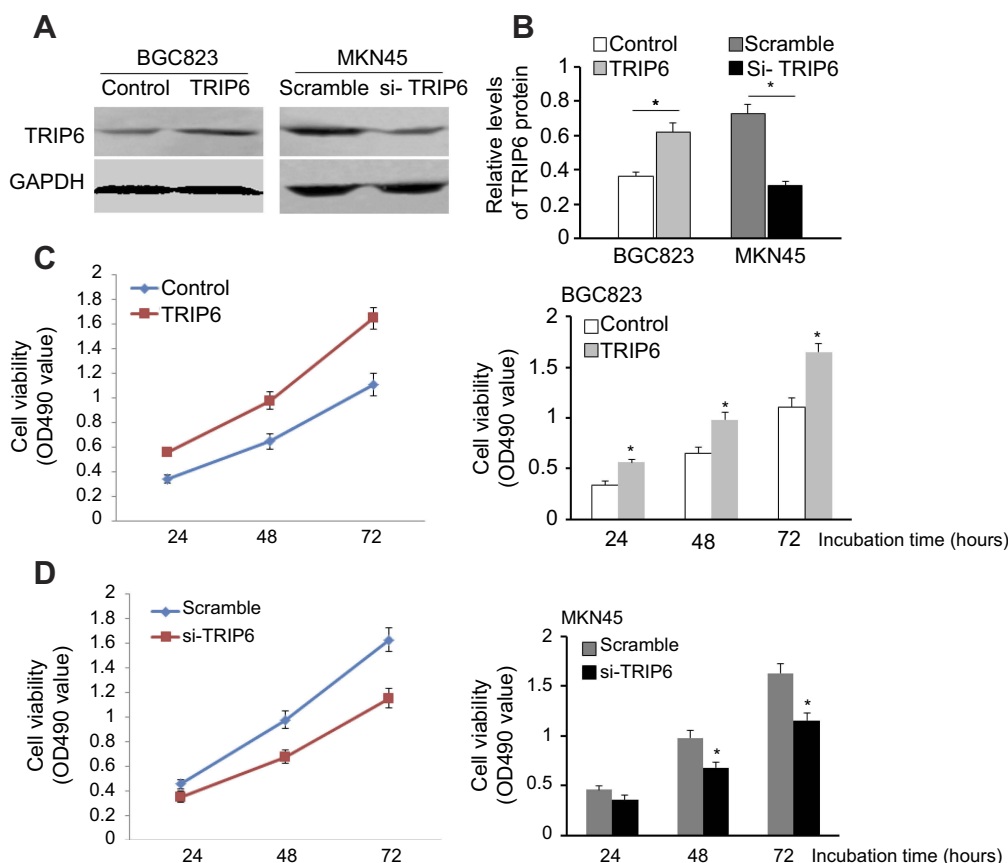 A
BGC823 MKN45
Control TRIP6 Scramble si- TRIP6
TRIP6
GAPDH
B
Control Scramble
TRIP6 Si- TRIP6
Relative levels
of TRIP6 protein
1
0.8
0.6
0.4
0.2
0
* *
BGC823 MKN45
C
Cell viability
(OD490 value)
2
1.8
1.6
1.4
1.2
1
0.8
0.6
0.4
0.2
0
Control
TRIP6
24 48 72
BGC823
Control
TRIP6
Cell viability
(OD490 value)
2
1.5
1
0.5
0
* * *
24 48 72 Incubation time (hours)
D
Cell viability
(OD490 value)
2
1.8
1.6
1.4
1.2
1
0.8
0.6
0.4
0.2
0
Scramble
si-TRIP6
24 48 72
MKN45
Scramble
si-TRIP6
Cell viability
(OD490 value)
2
1.5
1
0.5
0
* *
24 48 72 Incubation time (hours)